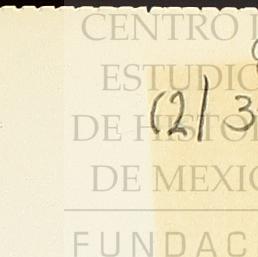 CENTRO
ESTUDIO
(2/ 3
DE HISTO
DE MEXIC
FUNDAC